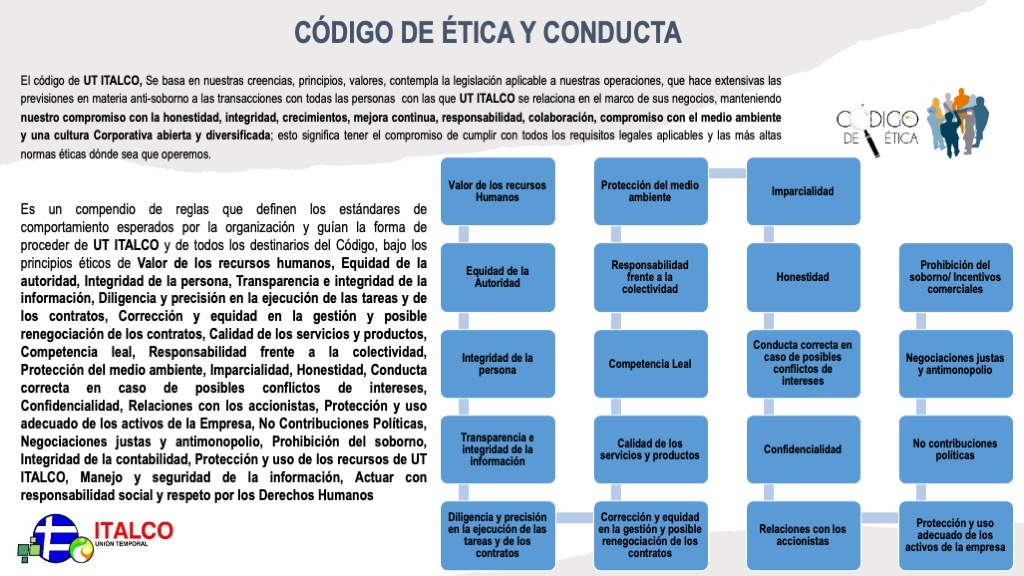 CÓDIGO DE ÉTICA Y CONDUCTA
El código de UT ITALCO, Se basa en nuestras creencias, principios, valores, contempla la legislación aplicable a nuestras operaciones, que hace extensivas las
previsiones en materia anti-soborno a las transacciones con todas las personas con las que UT ITALCO se relaciona en el marco de sus negocios, manteniendo
nuestro compromiso con la honestidad, integridad, crecimientos, mejora continua, responsabilidad, colaboración, compromiso con el medio ambiente
y una cultura Corporativa abierta y diversificada; esto significa tener el compromiso de cumplir con todos los requisitos legales aplicables y las más altas
normas éticas dónde sea que operemos.
CÓDIGO
DE ÉTICA
Es un compendio de reglas que definen los estándares de
comportamiento esperados por la organización y guían la forma de
proceder de UT ITALCO y de todos los destinarios del Código, bajo los
principios éticos de Valor de los recursos humanos, Equidad de la
autoridad, Integridad de la persona, Transparencia e integridad de la
información, Diligencia y precisión en la ejecución de las tareas y de
los contratos, Corrección y equidad en la gestión y posible
renegociación de los contratos, Calidad de los servicios y productos,
Competencia leal, Responsabilidad frente a la colectividad,
Protección del medio ambiente, Imparcialidad, Honestidad, Conducta
correcta en caso de posibles conflictos de intereses,
Confidencialidad, Relaciones con los accionistas, Protección y uso
adecuado de los activos de la Empresa, No Contribuciones Políticas,
Negociaciones justas y antimonopolio, Prohibición del soborno,
Integridad de la contabilidad, Protección y uso de los recursos de UT
ITALCO, Manejo y seguridad de la información, Actuar con
responsabilidad social y respeto por los Derechos Humanos
Valor de los recursos
Humanos
Equidad de la
Autoridad
Integridad de la
persona
Transparencia e
integridad de la
información
Diligencia y precisión
en la ejecución de las
tareas y de los
contratos
Corrección y equidad
en la gestión y posible
renegociación de los
contratos
Calidad de los
servicios y productos
Competencia Leal
Responsabilidad
frente a la
colectividad
Protección del medio
ambiente
Imparcialidad
Honestidad
Conducta correcta en
caso de posibles
conflictos de
intereses
Confidencialidad
Relaciones con los
accionistas
Protección y uso
adecuado de los
activos de la empresa
No contribuciones
políticas
Negociaciones justas
y antimonopolio
Prohibición del
soborno/ Incentivos
comerciales
ITALCO
UNIÓN TEMPORAL